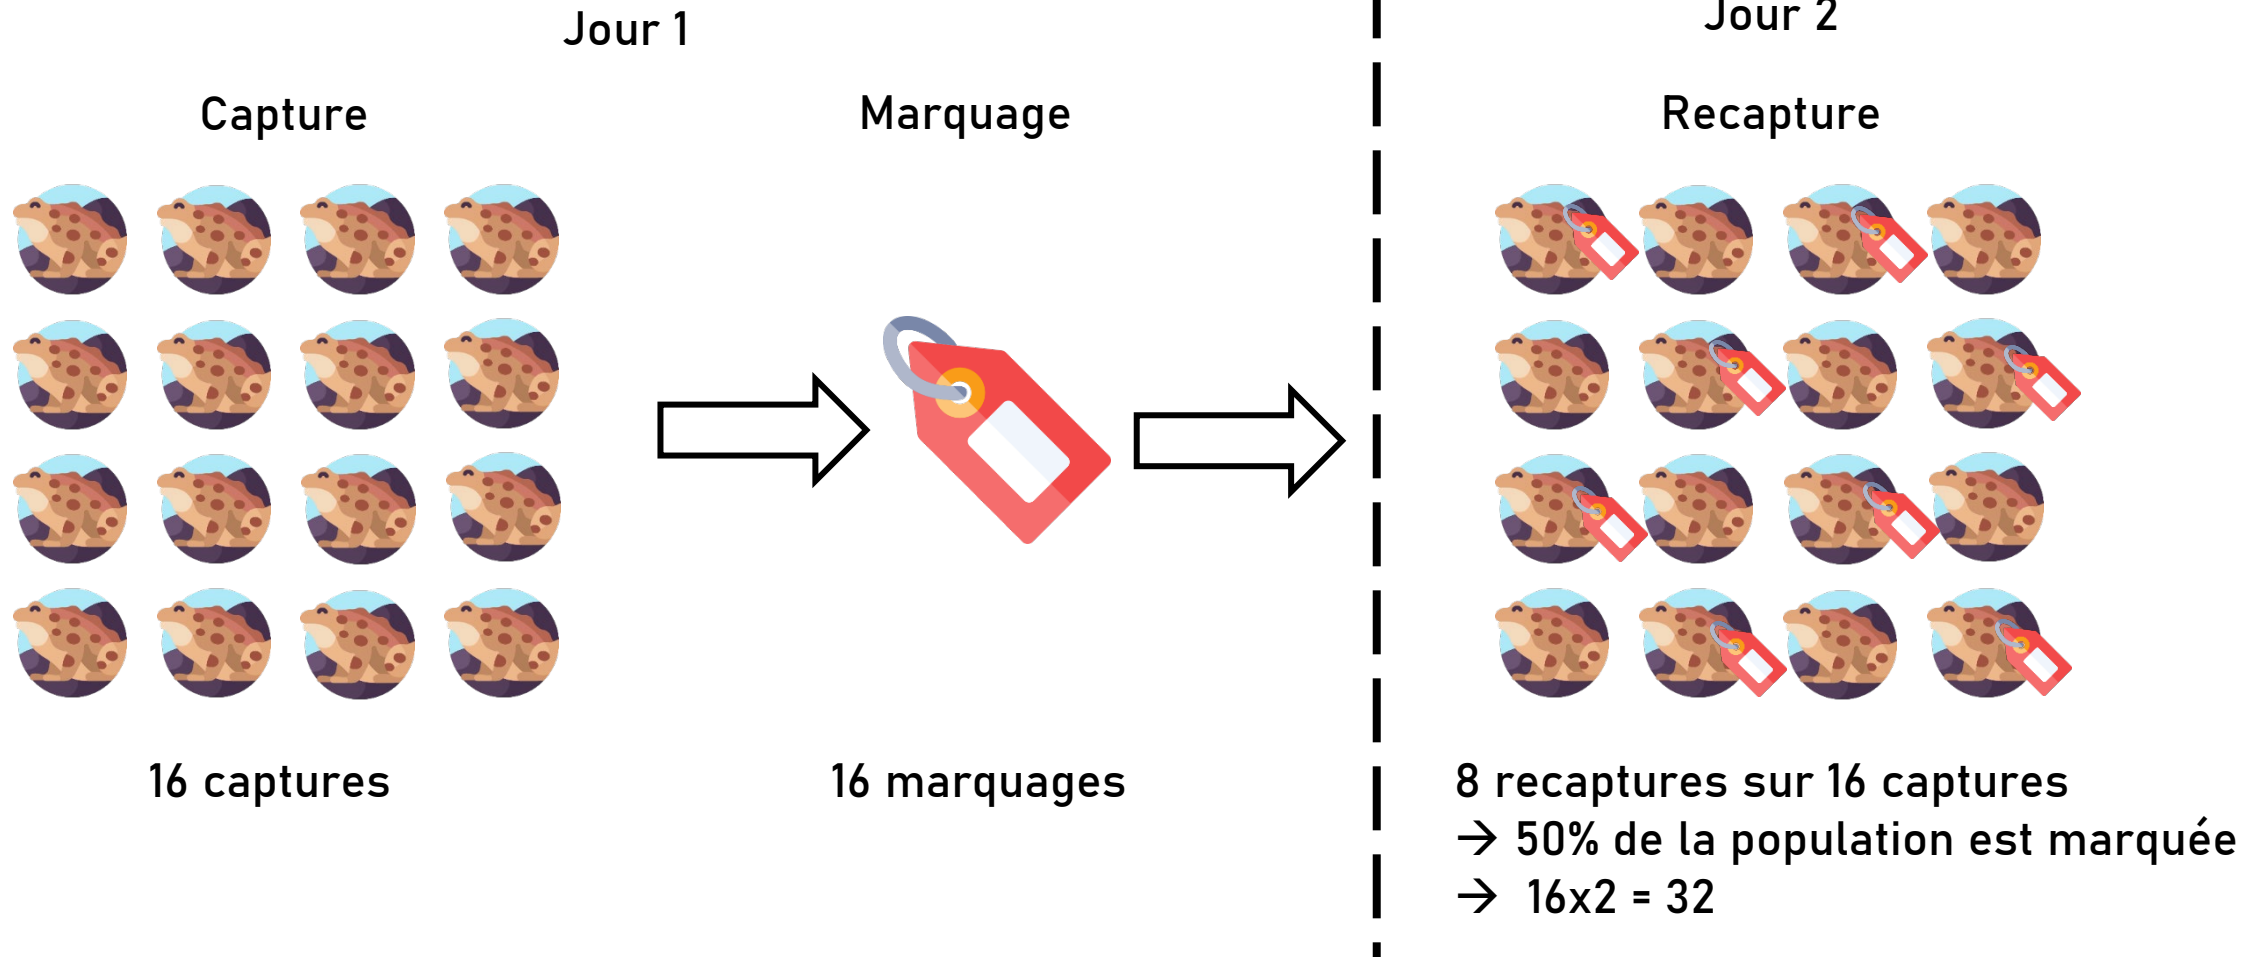 Jour 1
Jour 2
Capture
Marquage
Recapture
16 captures
16 marquages
8 recaptures sur 16 captures
→ 50% de la population est marquée
→ 16x2 = 32